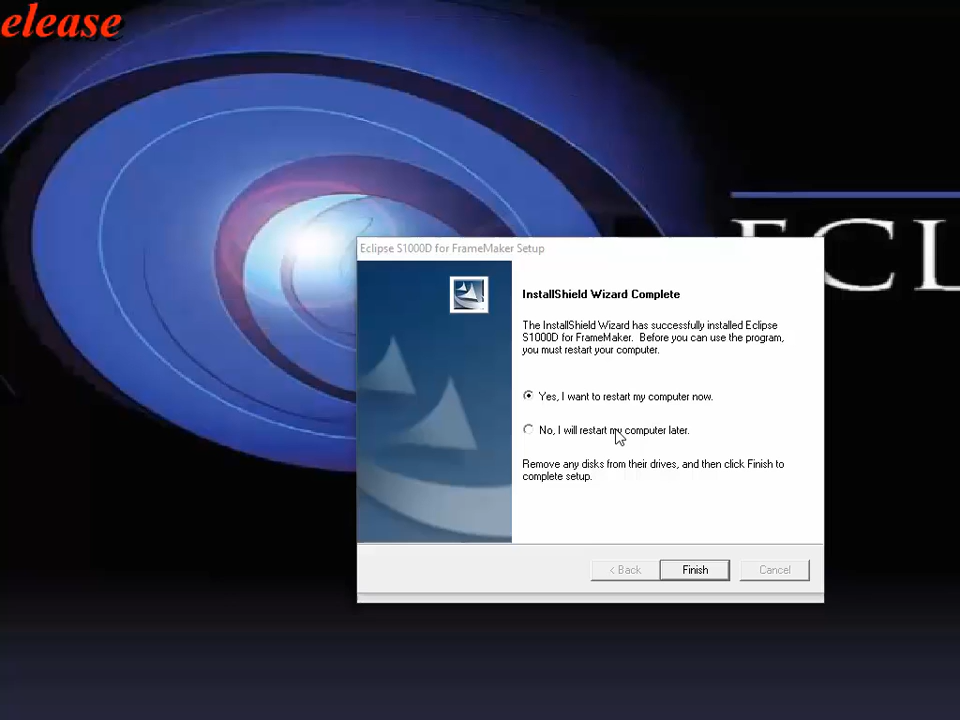 elease
ECL
Eclipse S1000D for FrameMaker Setup
InstallShield Wizard Complete
The InstallShield Wizard has successfully installed Eclipse
S1000D for FrameMaker. Before you can use the program,
you must restart your computer.
Yes, I want to restart my computer now.
No, I will restart my computer later.
Remove any disks from their drives, and then click Finish to
complete setup.
< Back
Finish
Cancel